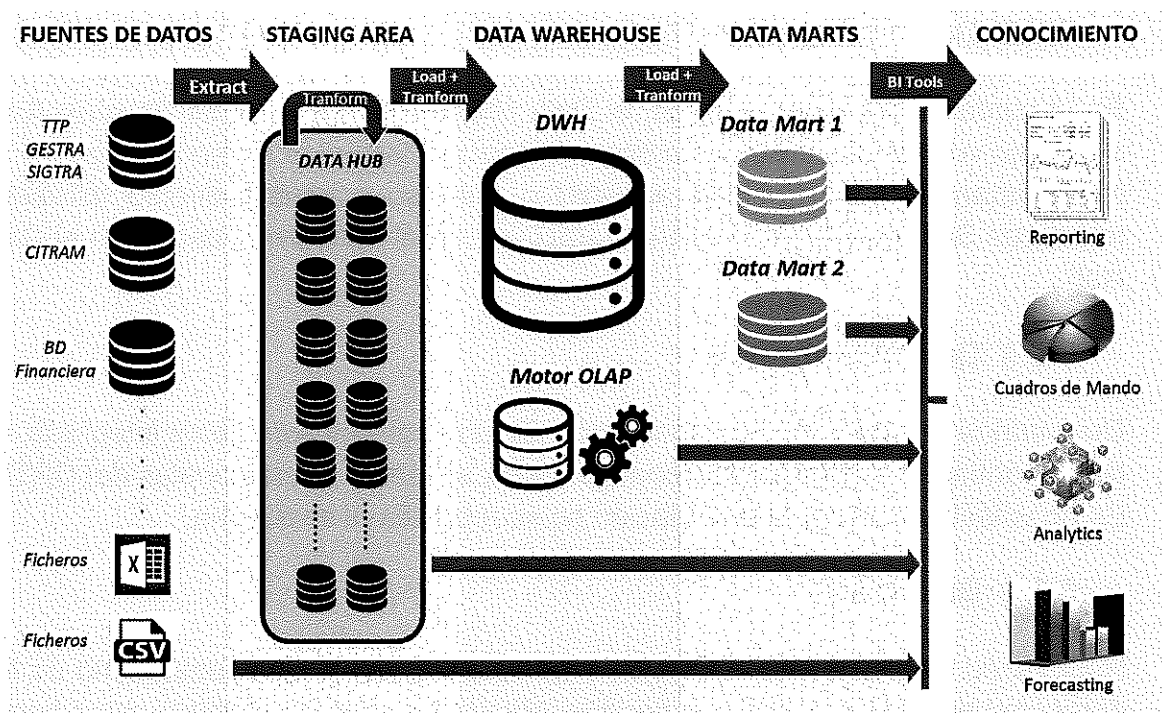 FUENTES DE DATOS
STAGING AREA
DATA WAREHOUSE
DATA MARTS
CONOCIMIENTO
Extract
Load +
Tranform
Load +
Tranform
BI Tools
Tranform
TTP
GESTRA
SIGTRA
CITRAM
BD
Financiera
Ficheros
X
Ficheros
CSV
DATA HUB
DWH
Motor OLAP
Data Mart 1
Data Mart 2
Reporting
Cuadros de Mando
Analytics
Forecasting